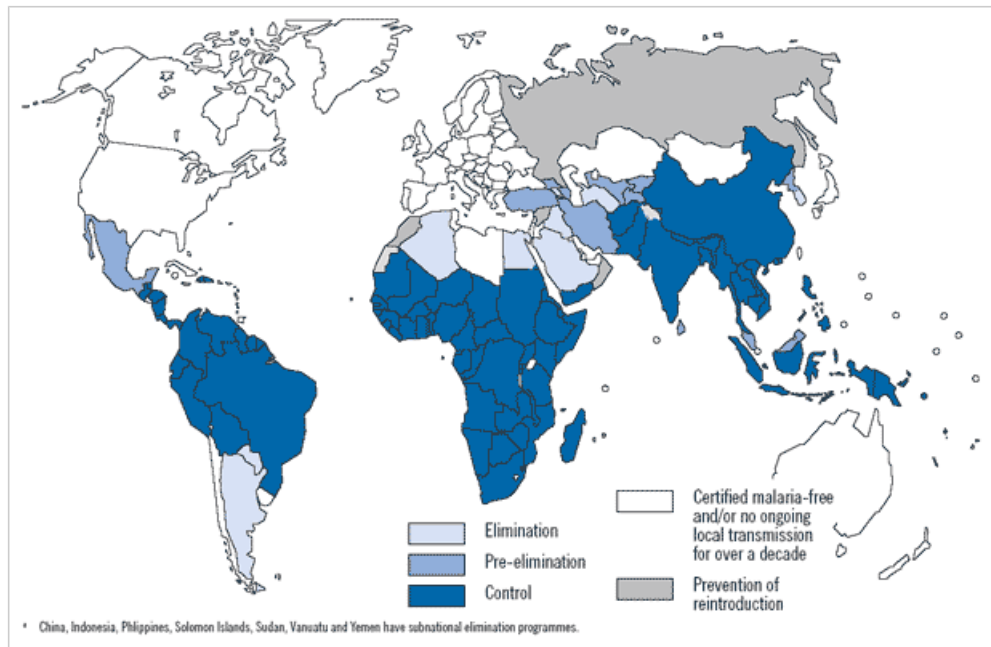 Elimination
Pre-elimination
Control
Certified malaria-free
and/or no ongoing
local transmission
for over a decade
Prevention of
reintroduction
China, Indonesia, Phlippines, Solomon Islands, Sudan, Vanuatu and Yemen have subnational elimination programmes.